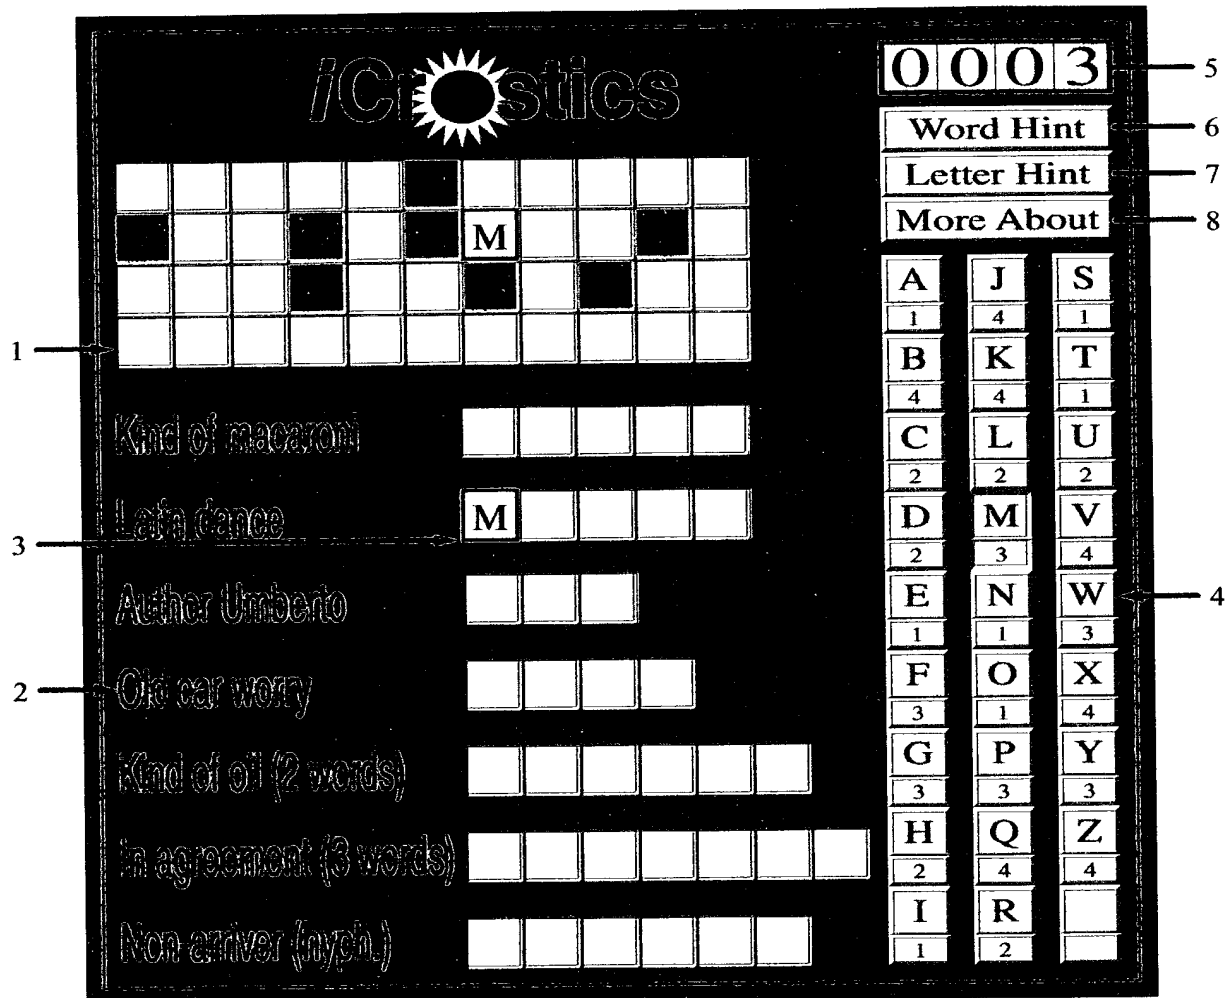 iCrostics
0003
5
Word Hint
6
Letter Hint
7
More About
8
M
1
Kind of macaroni
Latin dance
M
3
Author Umberto
2
Old car worry
Kind of oil (2 words)
In agreement (3 words)
Non arriver (hyph.)
A J S
1 4 1
B K T
4 4 1
C L U
2 2 2
D M V
2 3 4
E N W
1 1 3
4
F O X
3 1 4
G P Y
3 3 3
H Q Z
2 4 4
I R
1 2